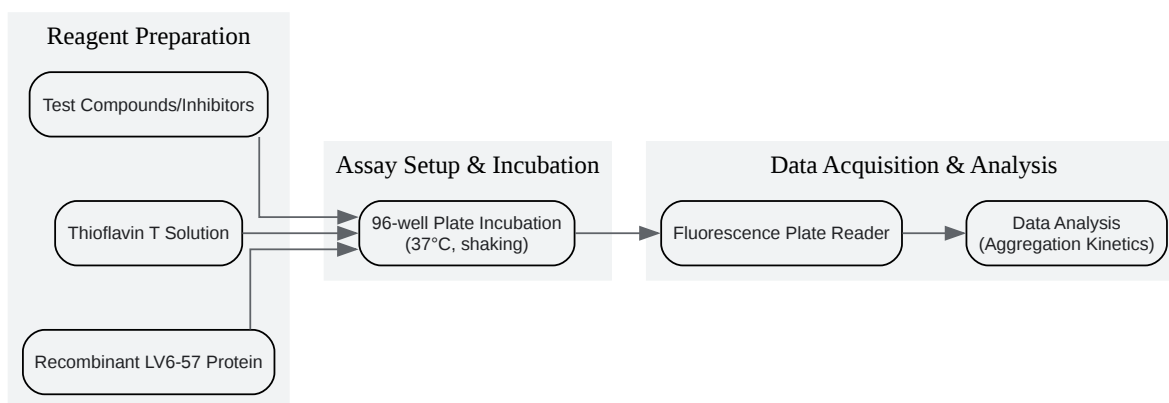 Reagent Preparation
Test Compounds/Inhibitors
Thioflavin T Solution
Recombinant LV6-57 Protein
Assay Setup & Incubation
96-well Plate Incubation
(37°C, shaking)
Data Acquisition & Analysis
Fluorescence Plate Reader
Data Analysis
(Aggregation Kinetics)